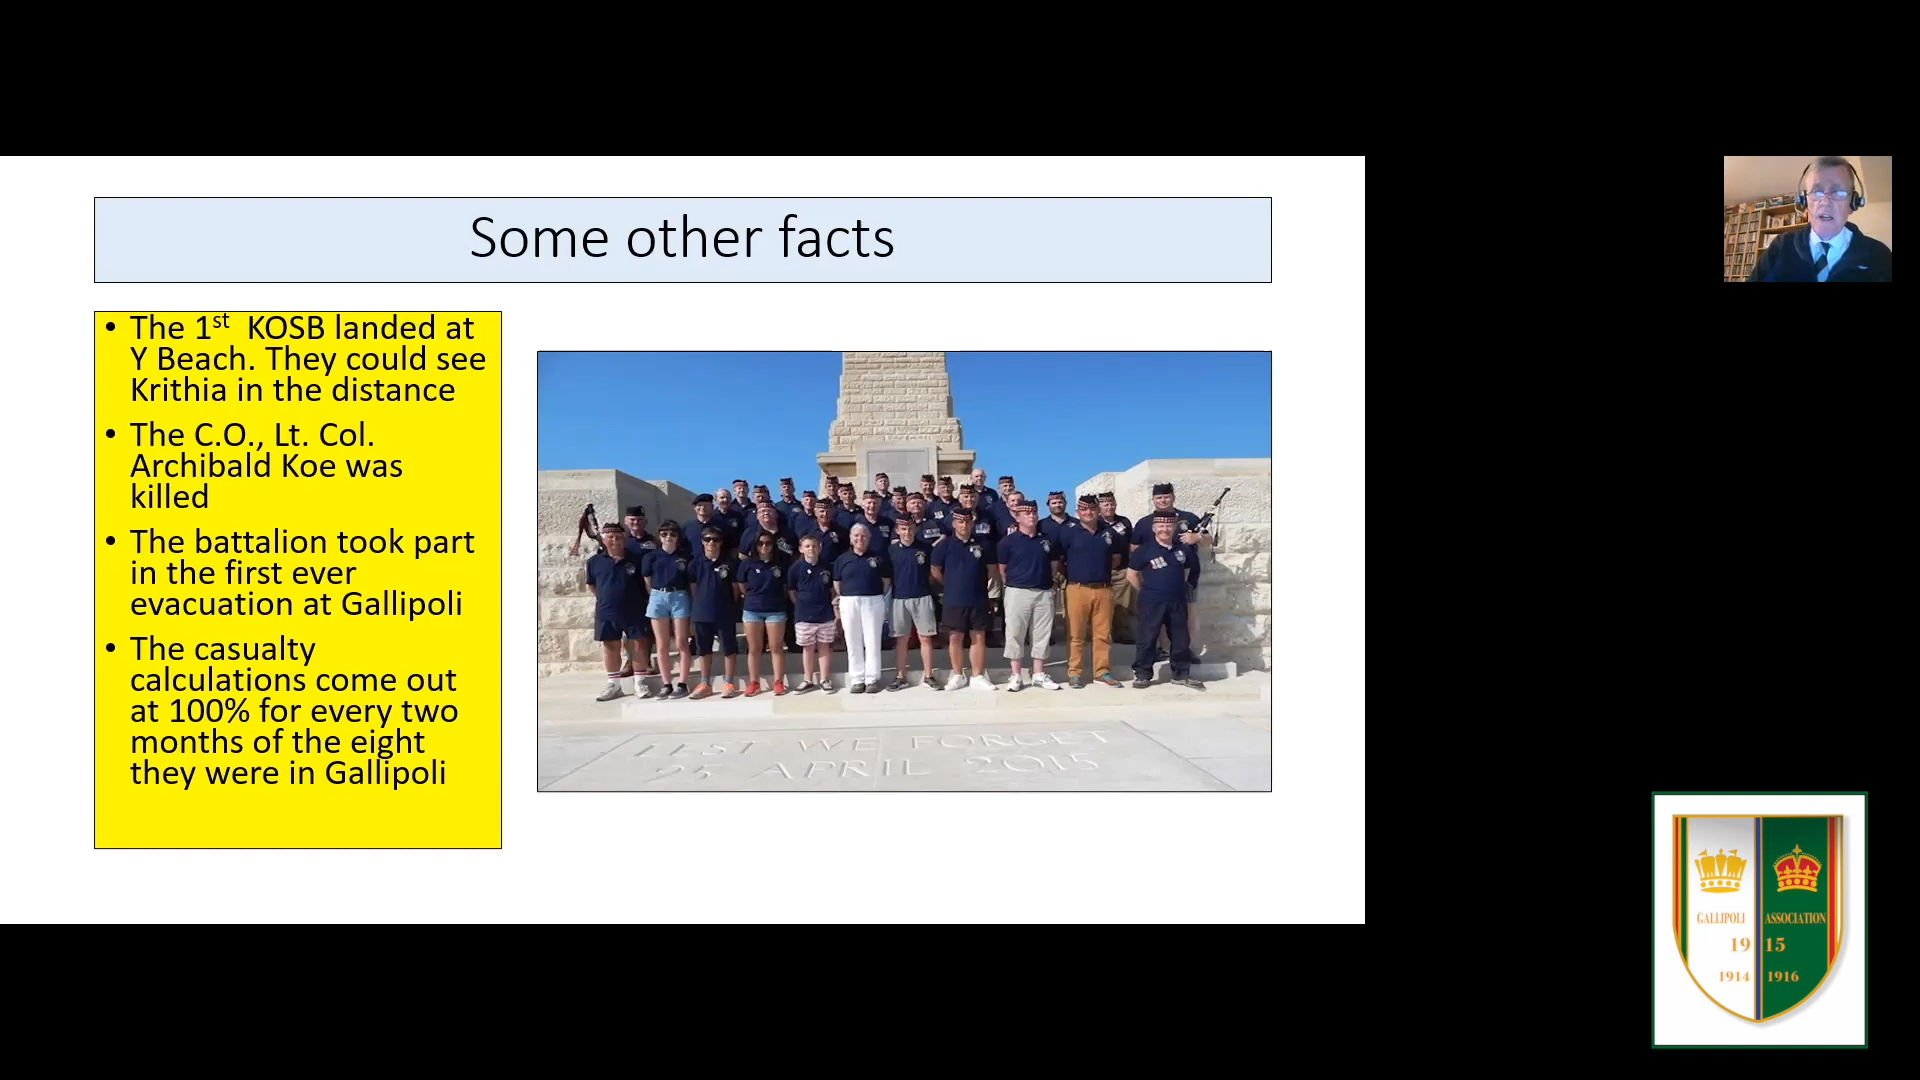 Some other facts
• The 1st KOSB landed at
Y Beach. They could see
Krithia in the distance
• The C.O., Lt. Col.
Archibald Koe was
killed
• The battalion took part
in the first ever
evacuation at Gallipoli
• The casualty
calculations come out
at 100% for every two
months of the eight
they were in Gallipoli
LEST WE FORGET
25 APRIL 2015
GALLIPOLI ASSOCIATION
19 15
1914 1916